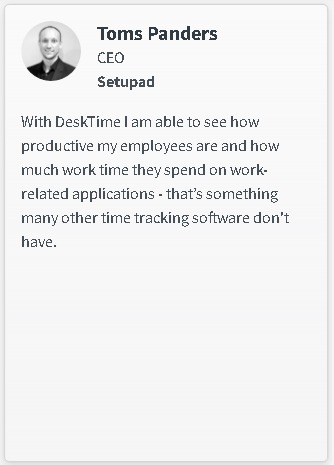 Toms Panders
CEO
Setupad
With DeskTime I am able to see how
productive my employees are and how
much work time they spend on work-
related applications - that's something
many other time tracking software don't
have.